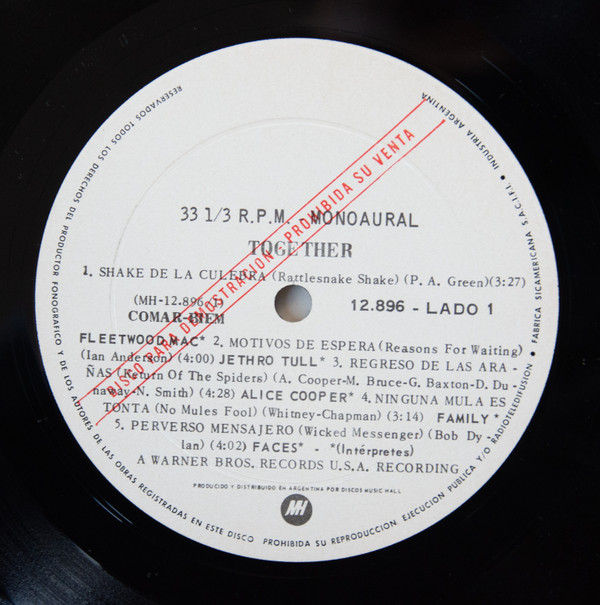 33 1/3 R.P.M. - MONOAURAL
TOGETHER
1. SHAKE DE LA CULEBRA (Rattlesnake Shake) (P. A. Green)(3:27)
(MH-12.896-1)
12.896 - LADO 1
COMAR-BIEM
FLEETWOOD MAC* 2. MOTIVOS DE ESPERA (Reasons For Waiting)
(Ian Anderson) (4:00) JETHRO TULL* 3. REGRESO DE LAS ARA-
ÑAS (Return Of The Spiders) (A. Cooper-M. Bruce-G. Baxton-D. Du-
naway-N. Smith) (4:28) ALICE COOPER* 4. NINGUNA MULA ES
TONTA (No Mules Fool) (Whitney-Chapman) (3:14) FAMILY *
5. PERVERSO MENSAJERO (Wicked Messenger) (Bob Dy-
lan) (4:02) FACES* - *(Intérpretes)
A WARNER BROS. RECORDS U.S.A. RECORDING
PRODUCIDO Y DISTRIBUIDO EN ARGENTINA POR DISCOS MUSIC HALL
MH
DISCO PARA DEMOSTRACION - PROHIBIDA SU VENTA
RESERVADOS TODOS LOS DERECHOS DEL PRODUCTOR FONOGRAFICO Y DE LOS AUTORES DE LAS OBRAS REGISTRADAS EN ESTE DISCO PROHIBIDA SU REPRODUCCION, EJECUCION PUBLICA Y/O RADIOTELEDIFUSION • FABRICA SICAMERICANA S.A.C.I.F.I. • INDUSTRIA ARGENTINA